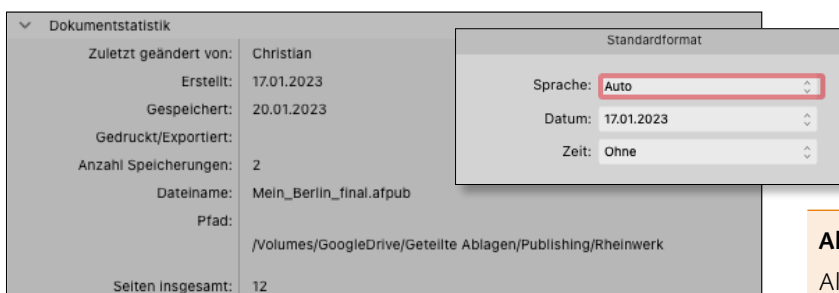 Dokumentstatistik
Zuletzt geändert von: Christian
Erstellt: 17.01.2023
Gespeichert: 20.01.2023
Gedruckt/Exportiert:
Anzahl Speicherungen: 2
Dateiname: Mein_Berlin_final.afpub
Pfad:
/Volumes/GoogleDrive/Geteilte Ablagen/Publishing/Rheinwerk
Seiten insgesamt: 12
Standardformat
Sprache: Auto
Datum: 17.01.2023
Zeit: Ohne